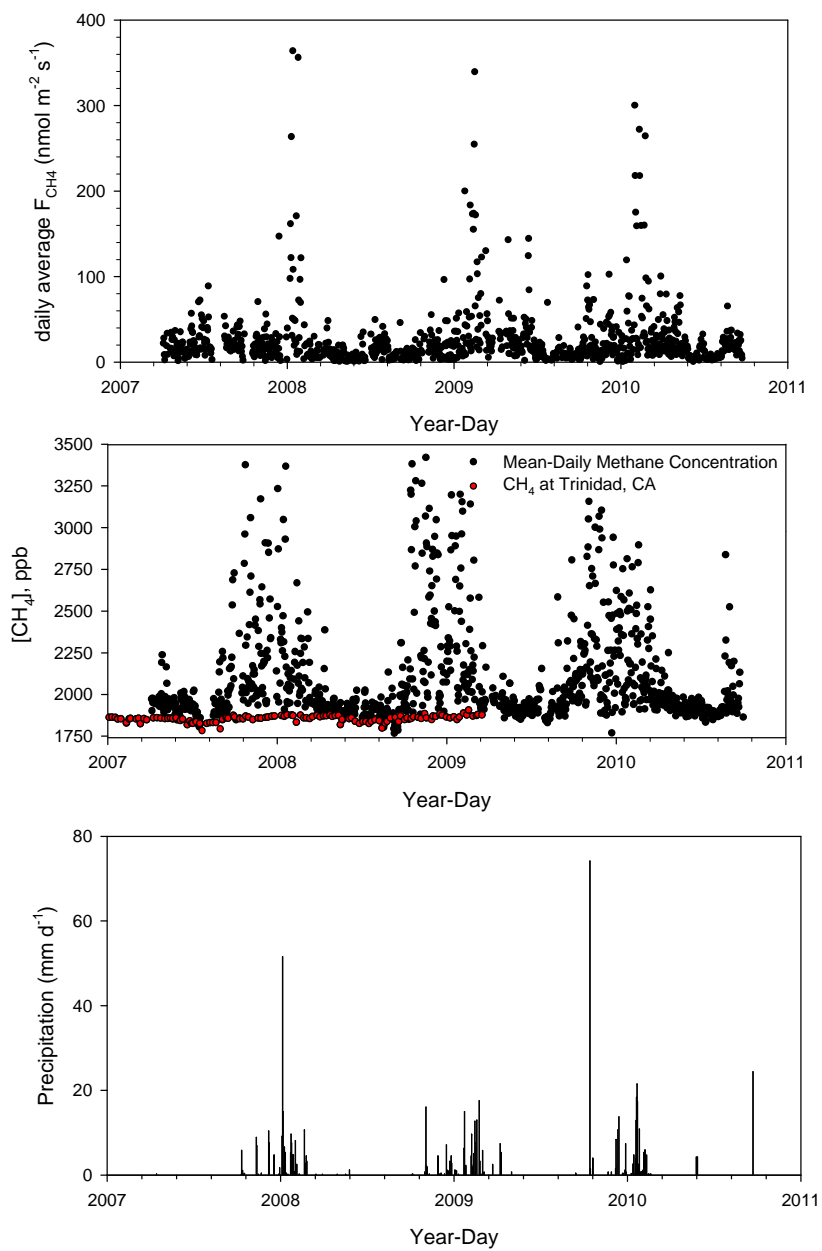 400
300
200
100
0
daily average F_CH4 (nmol m⁻² s⁻¹)
2007 2008 2009 2010 2011
Year-Day
3500
3250
3000
2750
2500
2250
2000
1750
[CH₄], ppb
Mean-Daily Methane Concentration
CH₄ at Trinidad, CA
2007 2008 2009 2010 2011
Year-Day
80
60
40
20
0
Precipitation (mm d⁻¹)
2007 2008 2009 2010 2011
Year-Day